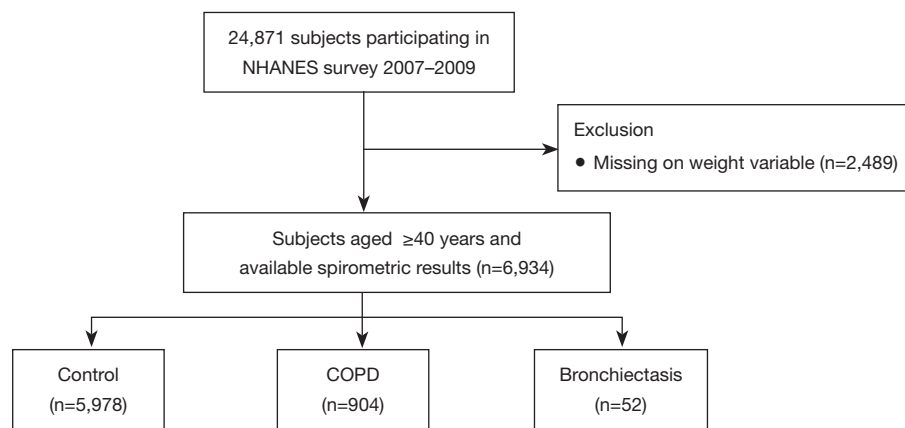 24,871 subjects participating in
NHANES survey 2007–2009
Exclusion
• Missing on weight variable (n=2,489)
Subjects aged ≥40 years and
available spirometric results (n=6,934)
Control
(n=5,978)
COPD
(n=904)
Bronchiectasis
(n=52)